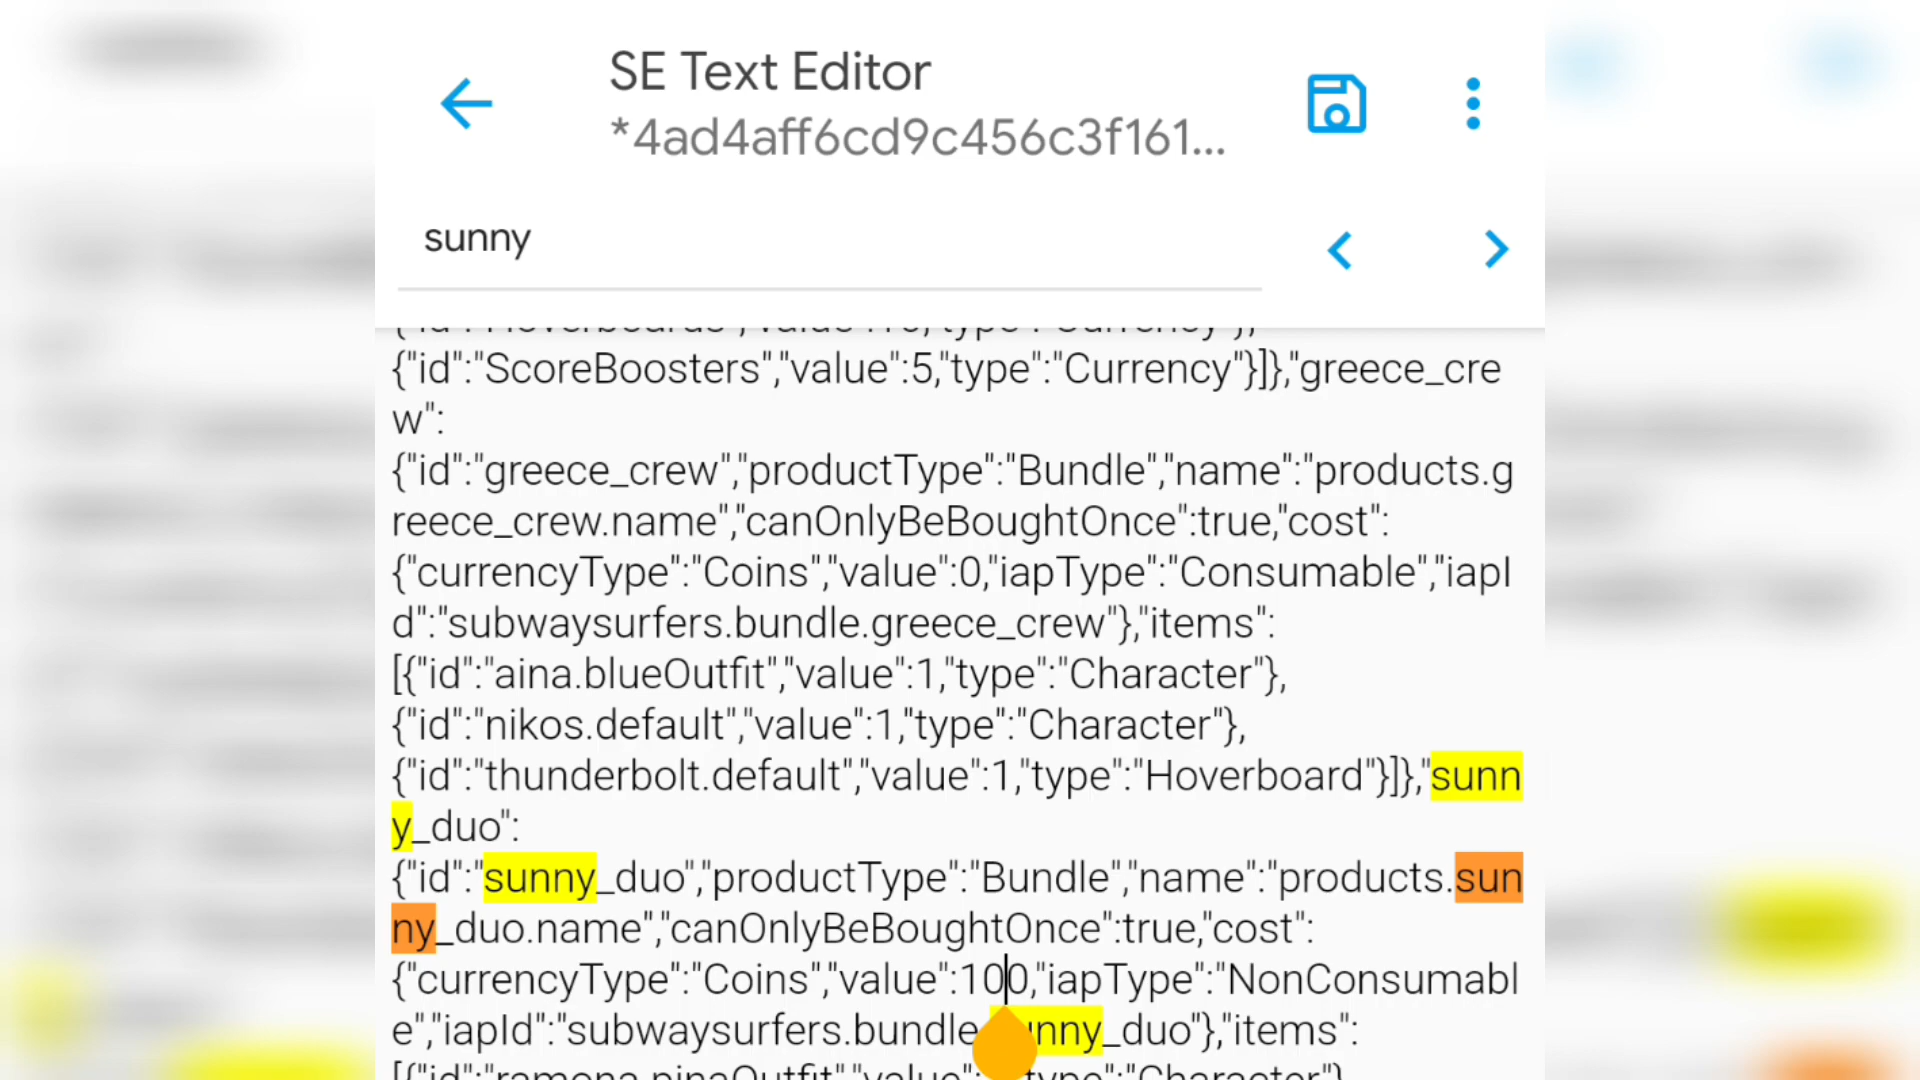 SE Text Editor
*4ad4aff6cd9c456c3f161...
sunny
{"id":"ScoreBoosters","value":5,"type":"Currency"}]},"greece_cre
w":
{"id":"greece_crew","productType":"Bundle","name":"products.g
reece_crew.name","canOnlyBeBoughtOnce":true,"cost":
{"currencyType":"Coins","value":0,"iapType":"Consumable","iapI
d":"subwaysurfers.bundle.greece_crew"},"items":
[{"id":"aina.blueOutfit","value":1,"type":"Character"},
{"id":"nikos.default","value":1,"type":"Character"},
{"id":"thunderbolt.default","value":1,"type":"Hoverboard"}]},"sunn
y_duo":
{"id":"sunny_duo","productType":"Bundle","name":"products.sun
ny_duo.name","canOnlyBeBoughtOnce":true,"cost":
{"currencyType":"Coins","value":100,"iapType":"NonConsumabl
e","iapId":"subwaysurfers.bundle.sunny_duo"},"items":